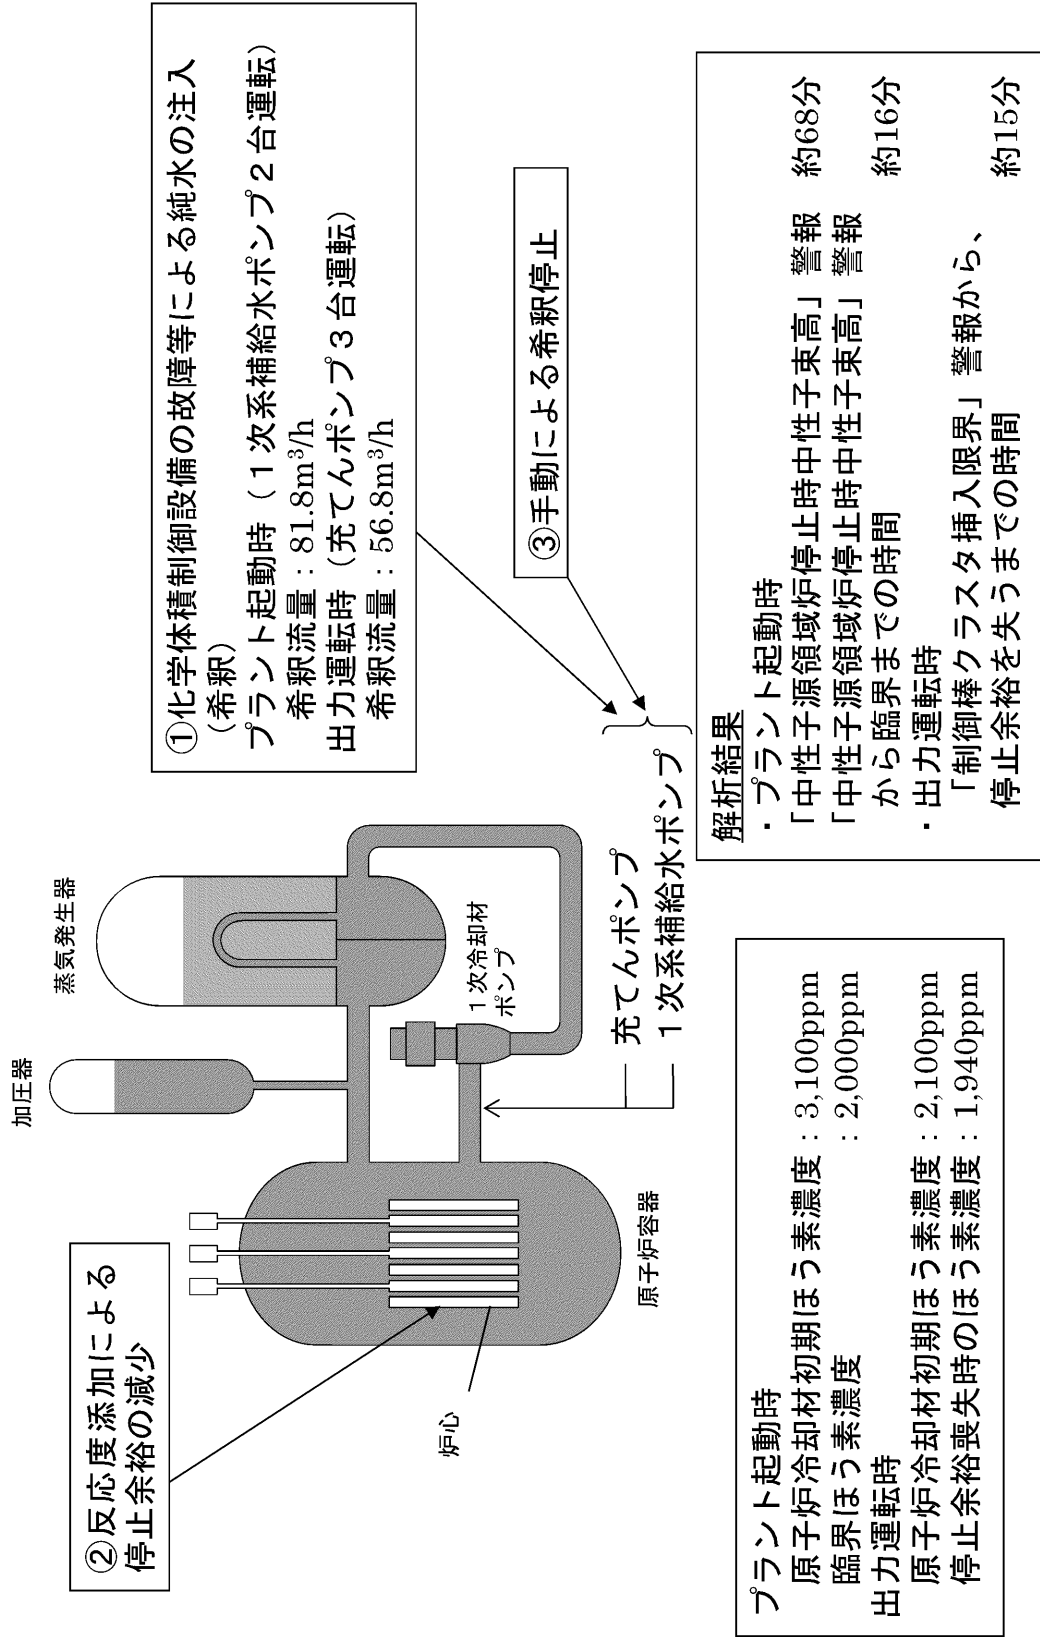 ②反応度添加による
停止余裕の減少
加圧器
蒸気発生器
①化学体積制御設備の故障等による純水の注入
(希釈)
プラント起動時（１次系補給水ポンプ２台運転）
希釈流量：81.8m³/h
出力運転時（充てんポンプ３台運転）
希釈流量：56.8m³/h
１次冷却材
ポンプ
炉心
原子炉容器
充てんポンプ
１次系補給水ポンプ
③手動による希釈停止
プラント起動時
原子炉冷却材初期ほう素濃度：3,100ppm
臨界ほう素濃度 ：2,000ppm
出力運転時
原子炉冷却材初期ほう素濃度：2,100ppm
停止余裕喪失時のほう素濃度：1,940ppm
解析結果
・プラント起動時
「中性子源領域炉停止時中性子束高」警報 約68分
「中性子源領域炉停止時中性子束高」警報
から臨界までの時間 約16分
・出力運転時
「制御棒クラスタ挿入限界」警報から、
停止余裕を失うまでの時間 約15分